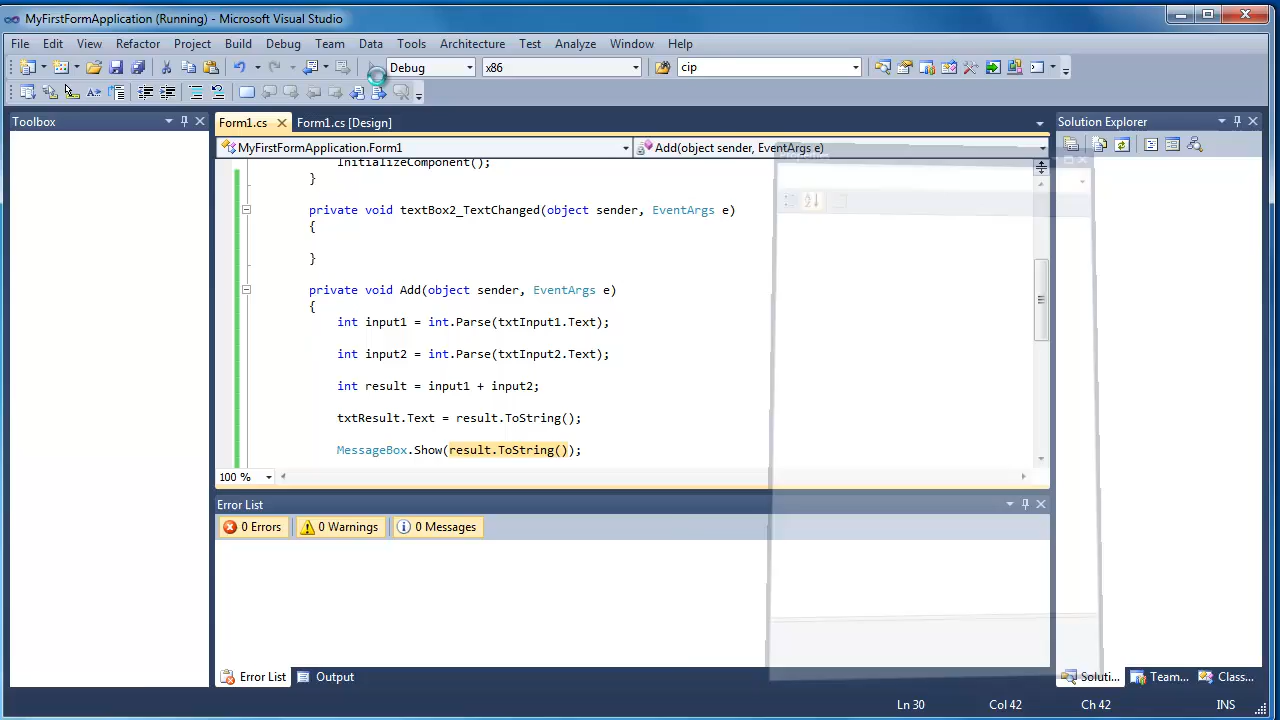 MyFirstFormApplication (Running) - Microsoft Visual Studio
File Edit View Refactor Project Build Debug Team Data Tools Architecture Test Analyze Window Help
Debug x86 cip
Toolbox
Form1.cs Form1.cs [Design]
Solution Explorer
MyFirstFormApplication.Form1 Add(object sender, EventArgs e)
Properties
InitializeComponent();
}
private void textBox2_TextChanged(object sender, EventArgs e)
{
}
private void Add(object sender, EventArgs e)
{
int input1 = int.Parse(txtInput1.Text);
int input2 = int.Parse(txtInput2.Text);
int result = input1 + input2;
txtResult.Text = result.ToString();
MessageBox.Show(result.ToString());
100 %
Error List
0 Errors 0 Warnings 0 Messages
Error List Output
Soluti... Team... Class...
Ln 30 Col 42 Ch 42 INS